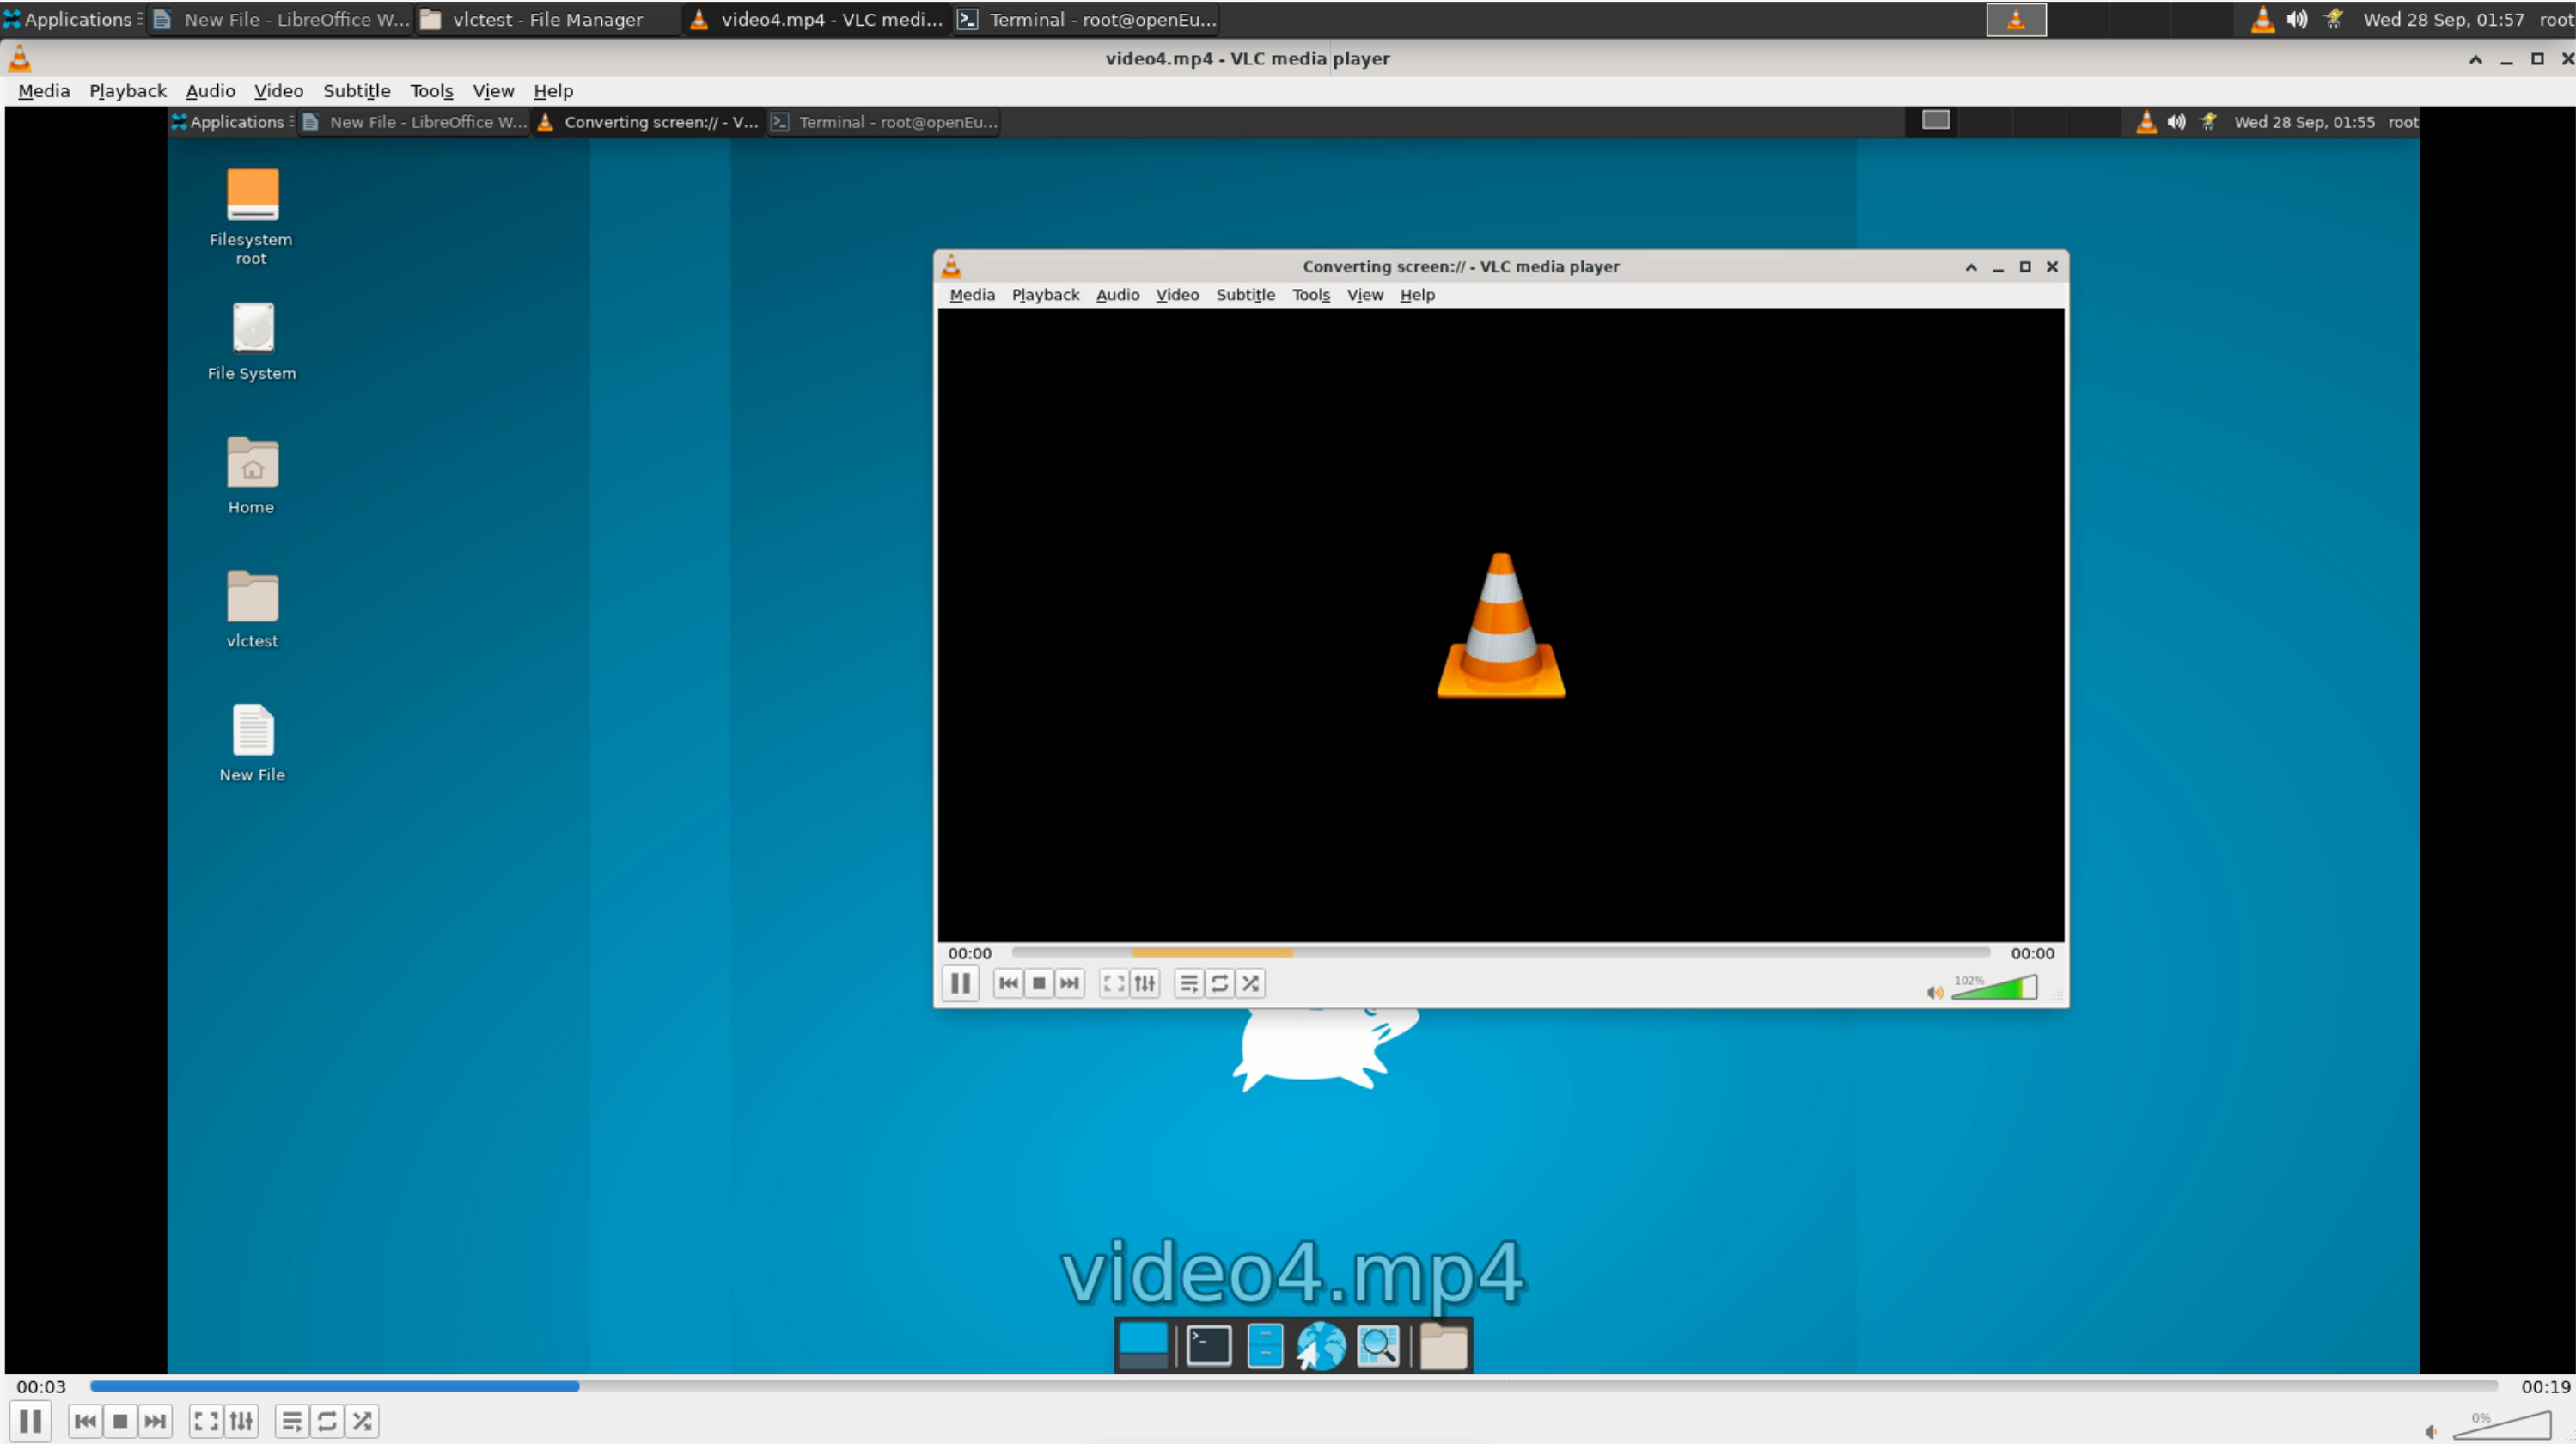 Applications New File - LibreOffice W... vlctest - File Manager video4.mp4 - VLC medi... Terminal - root@openEu... Wed 28 Sep, 01:57 root
video4.mp4 - VLC media player
Media Playback Audio Video Subtitle Tools View Help
Applications New File - LibreOffice W... Converting screen:// - V... Terminal - root@openEu... Wed 28 Sep, 01:55 root
Filesystem
root
File System
Home
vlctest
New File
Converting screen:// - VLC media player
Media Playback Audio Video Subtitle Tools View Help
00:00 00:00
102%
video4.mp4
00:03 00:19
0%